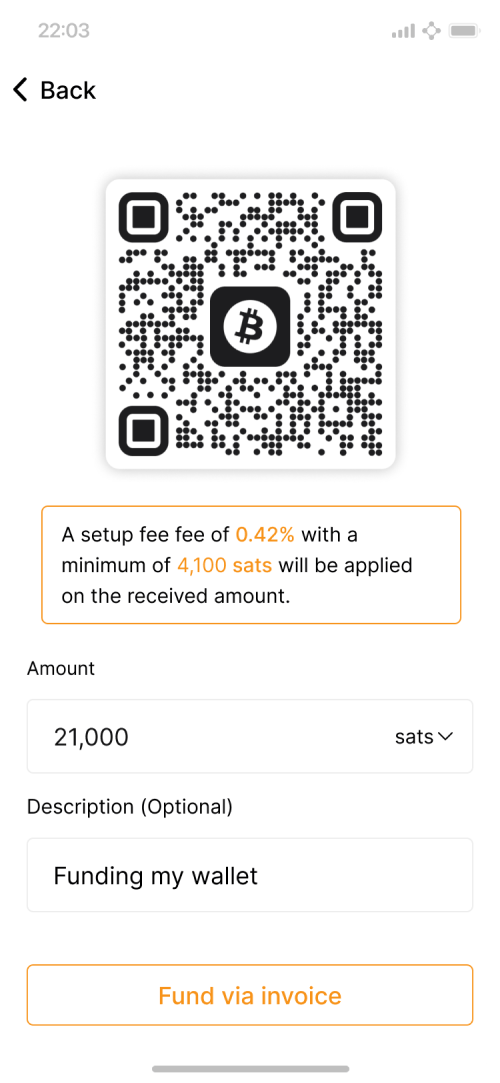 22:03
Back
A setup fee fee of 0.42% with a
minimum of 4,100 sats will be applied
on the received amount.
Amount
21,000 sats
Description (Optional)
Funding my wallet
Fund via invoice